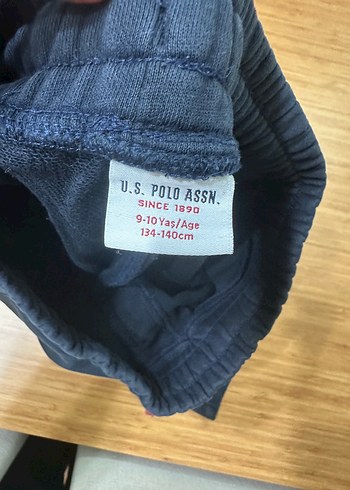 U.S. POLO ASSN.
SINCE 1890
9-10 Yaş/Age
134-140cm